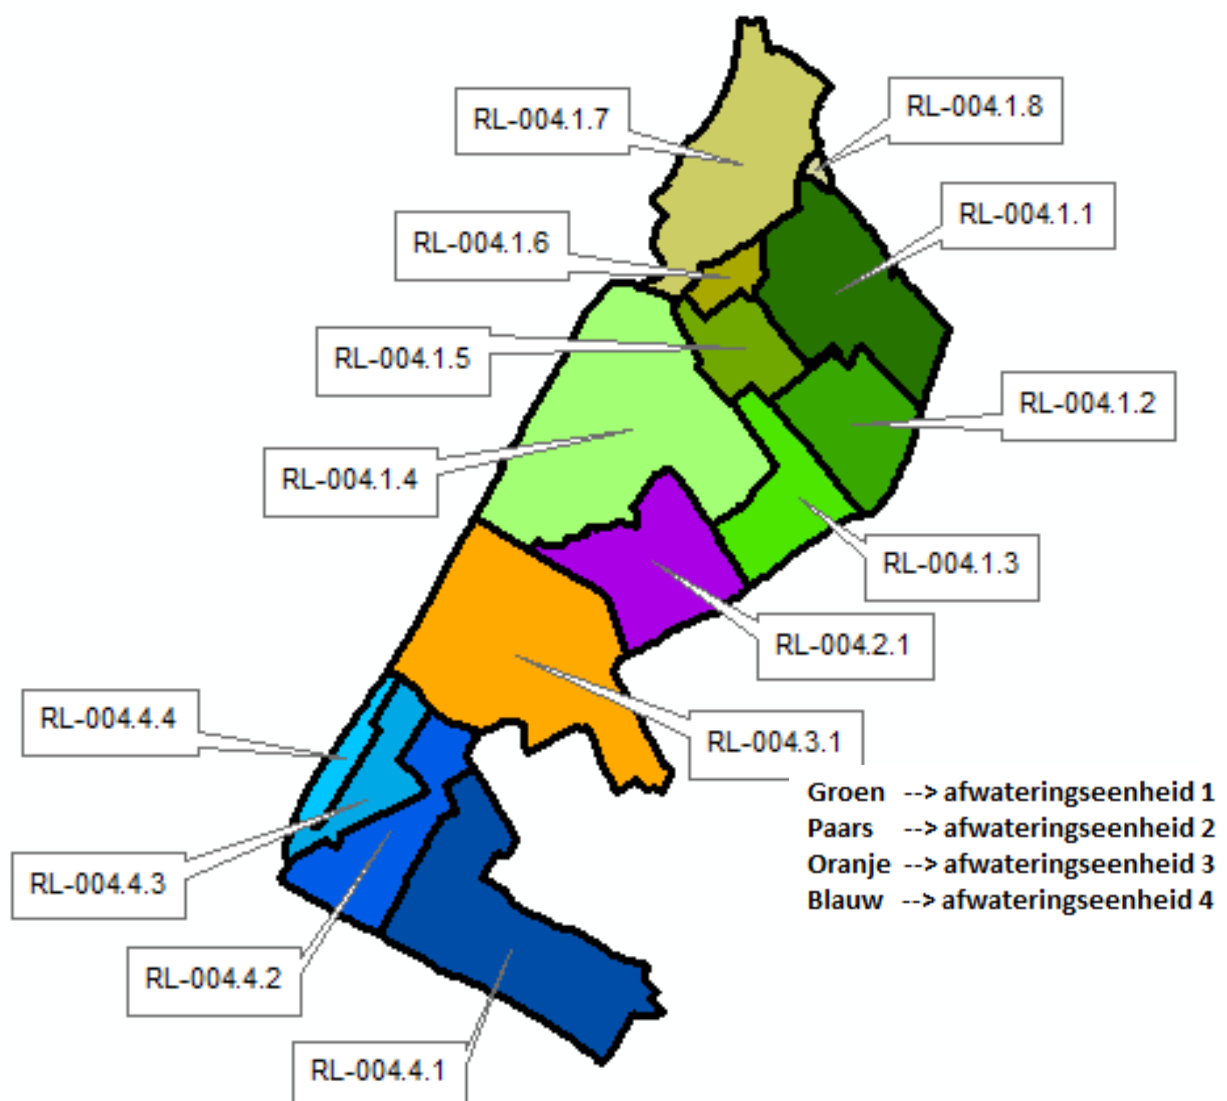 RL-004.1.7
RL-004.1.8
RL-004.1.1
RL-004.1.6
RL-004.1.5
RL-004.1.2
RL-004.1.4
RL-004.1.3
RL-004.2.1
RL-004.4.4
RL-004.3.1
Groen --> afwateringseenheid 1
Paars --> afwateringseenheid 2
Oranje --> afwateringseenheid 3
Blauw --> afwateringseenheid 4
RL-004.4.3
RL-004.4.2
RL-004.4.1